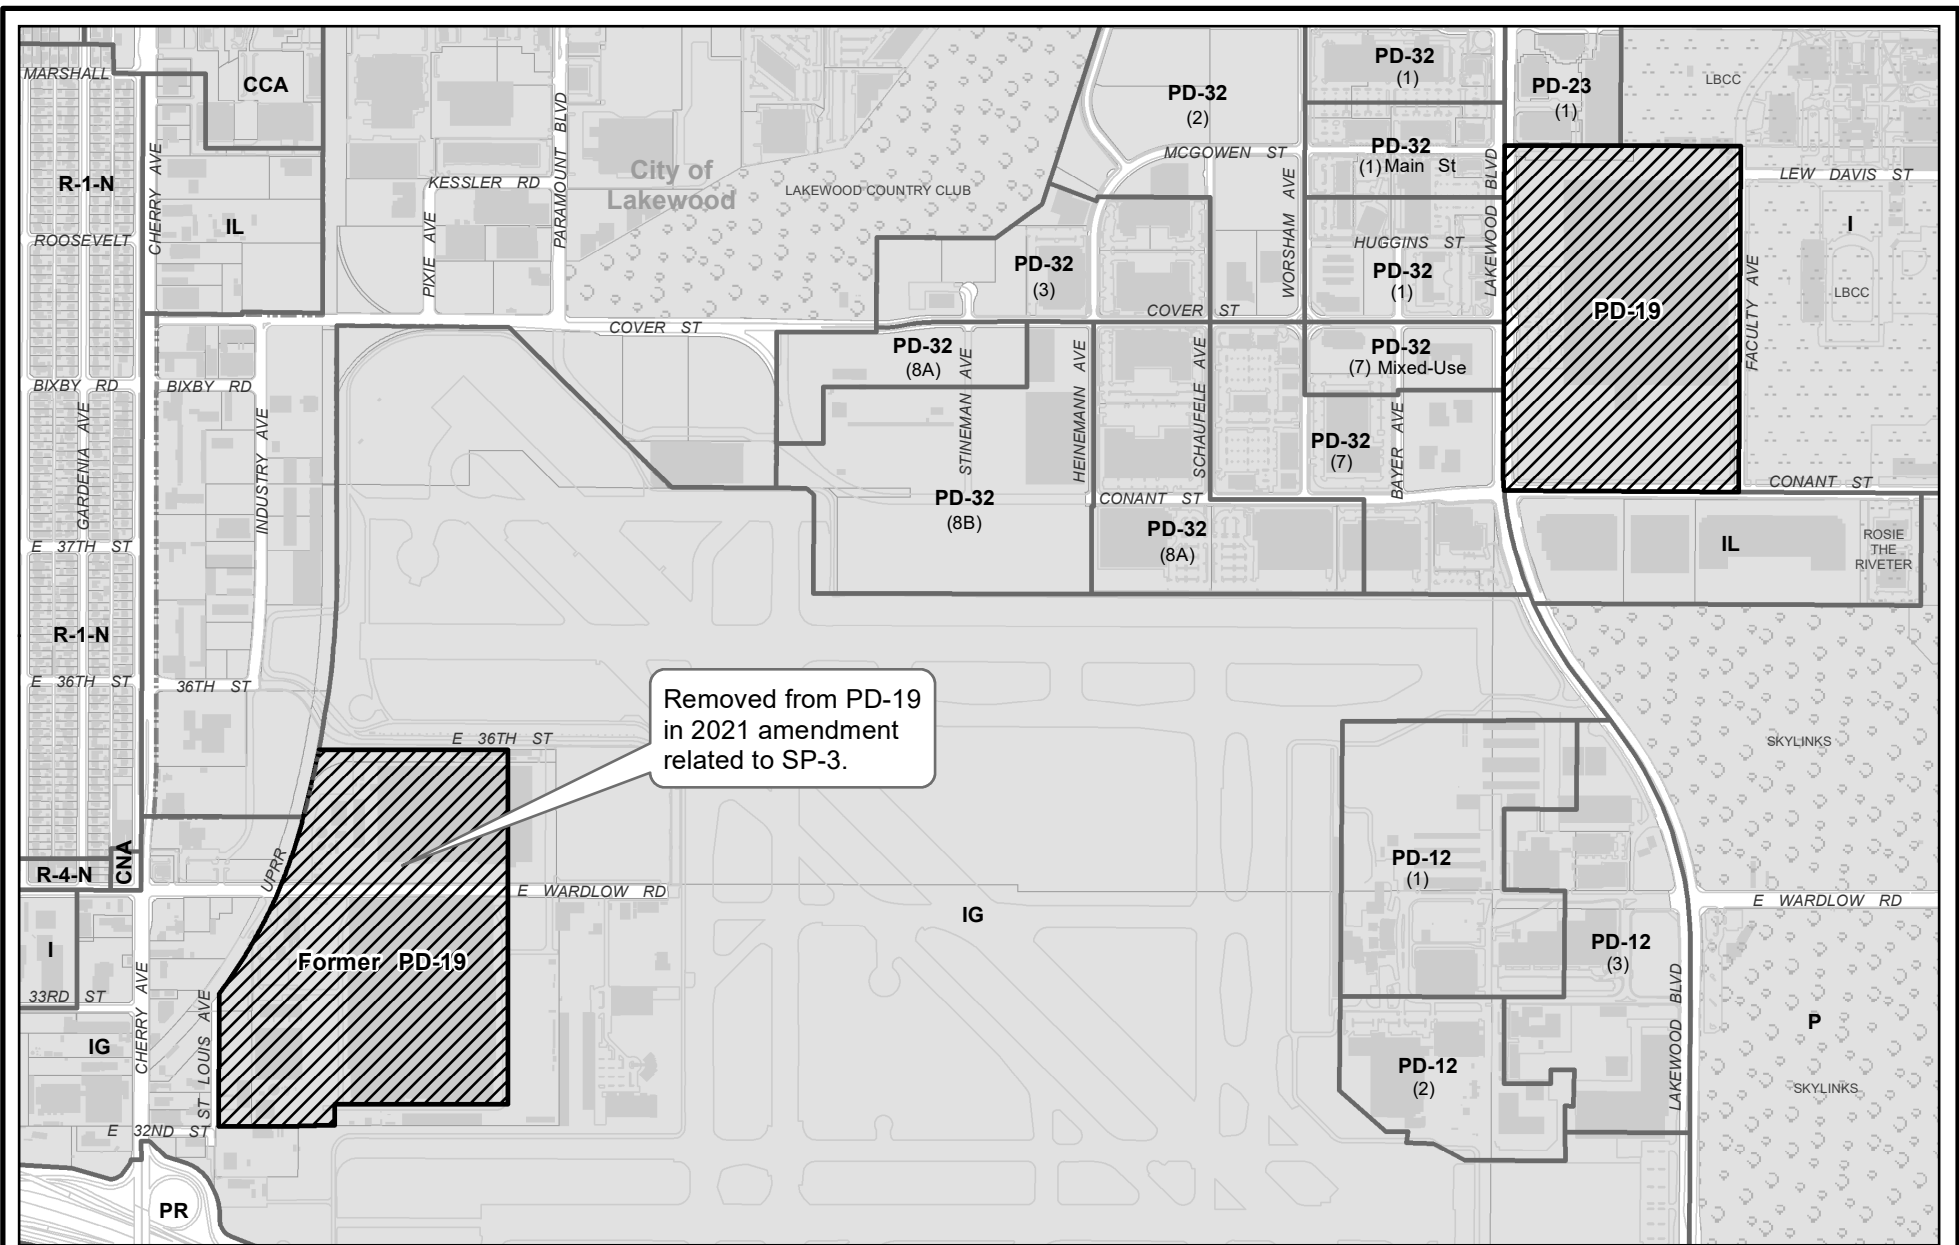 MARSHALL
CCA
CHERRY AVE
R-1-N
IL
ROOSEVELT
KESSLER RD
PIXIE AVE
PARAMOUNT BLVD
City of
Lakewood
LAKEWOOD COUNTRY CLUB
PD-32
(2)
MCGOWEN ST
WORSHAM AVE
PD-32
(1)
PD-32
(1) Main St
HUGGINS ST
PD-32
(1)
LAKEWOOD BLVD
PD-23
(1)
LBCC
LEW DAVIS ST
I
LBCC
PD-19
FACULTY AVE
PD-32
(3)
COVER ST
COVER ST
BIXBY RD
BIXBY RD
GARDENIA AVE
INDUSTRY AVE
PD-32
(8A)
STINEMAN AVE
HEINEMANN AVE
SCHAUFELE AVE
PD-32
(7) Mixed-Use
PD-32
(7)
BAYER AVE
CONANT ST
CONANT ST
PD-32
(8B)
PD-32
(8A)
IL
ROSIE
THE
RIVETER
E 37TH ST
R-1-N
E 36TH ST
36TH ST
Removed from PD-19
in 2021 amendment
related to SP-3.
E 36TH ST
SKYLINKS
R-4-N
CNA
UPRR
E WARDLOW RD
IG
PD-12
(1)
E WARDLOW RD
I
Former PD-19
PD-12
(3)
33RD ST
CHERRY AVE
ST LOUIS AVE
IG
LAKEWOOD BLVD
P
PD-12
(2)
SKYLINKS
E 32ND ST
PR